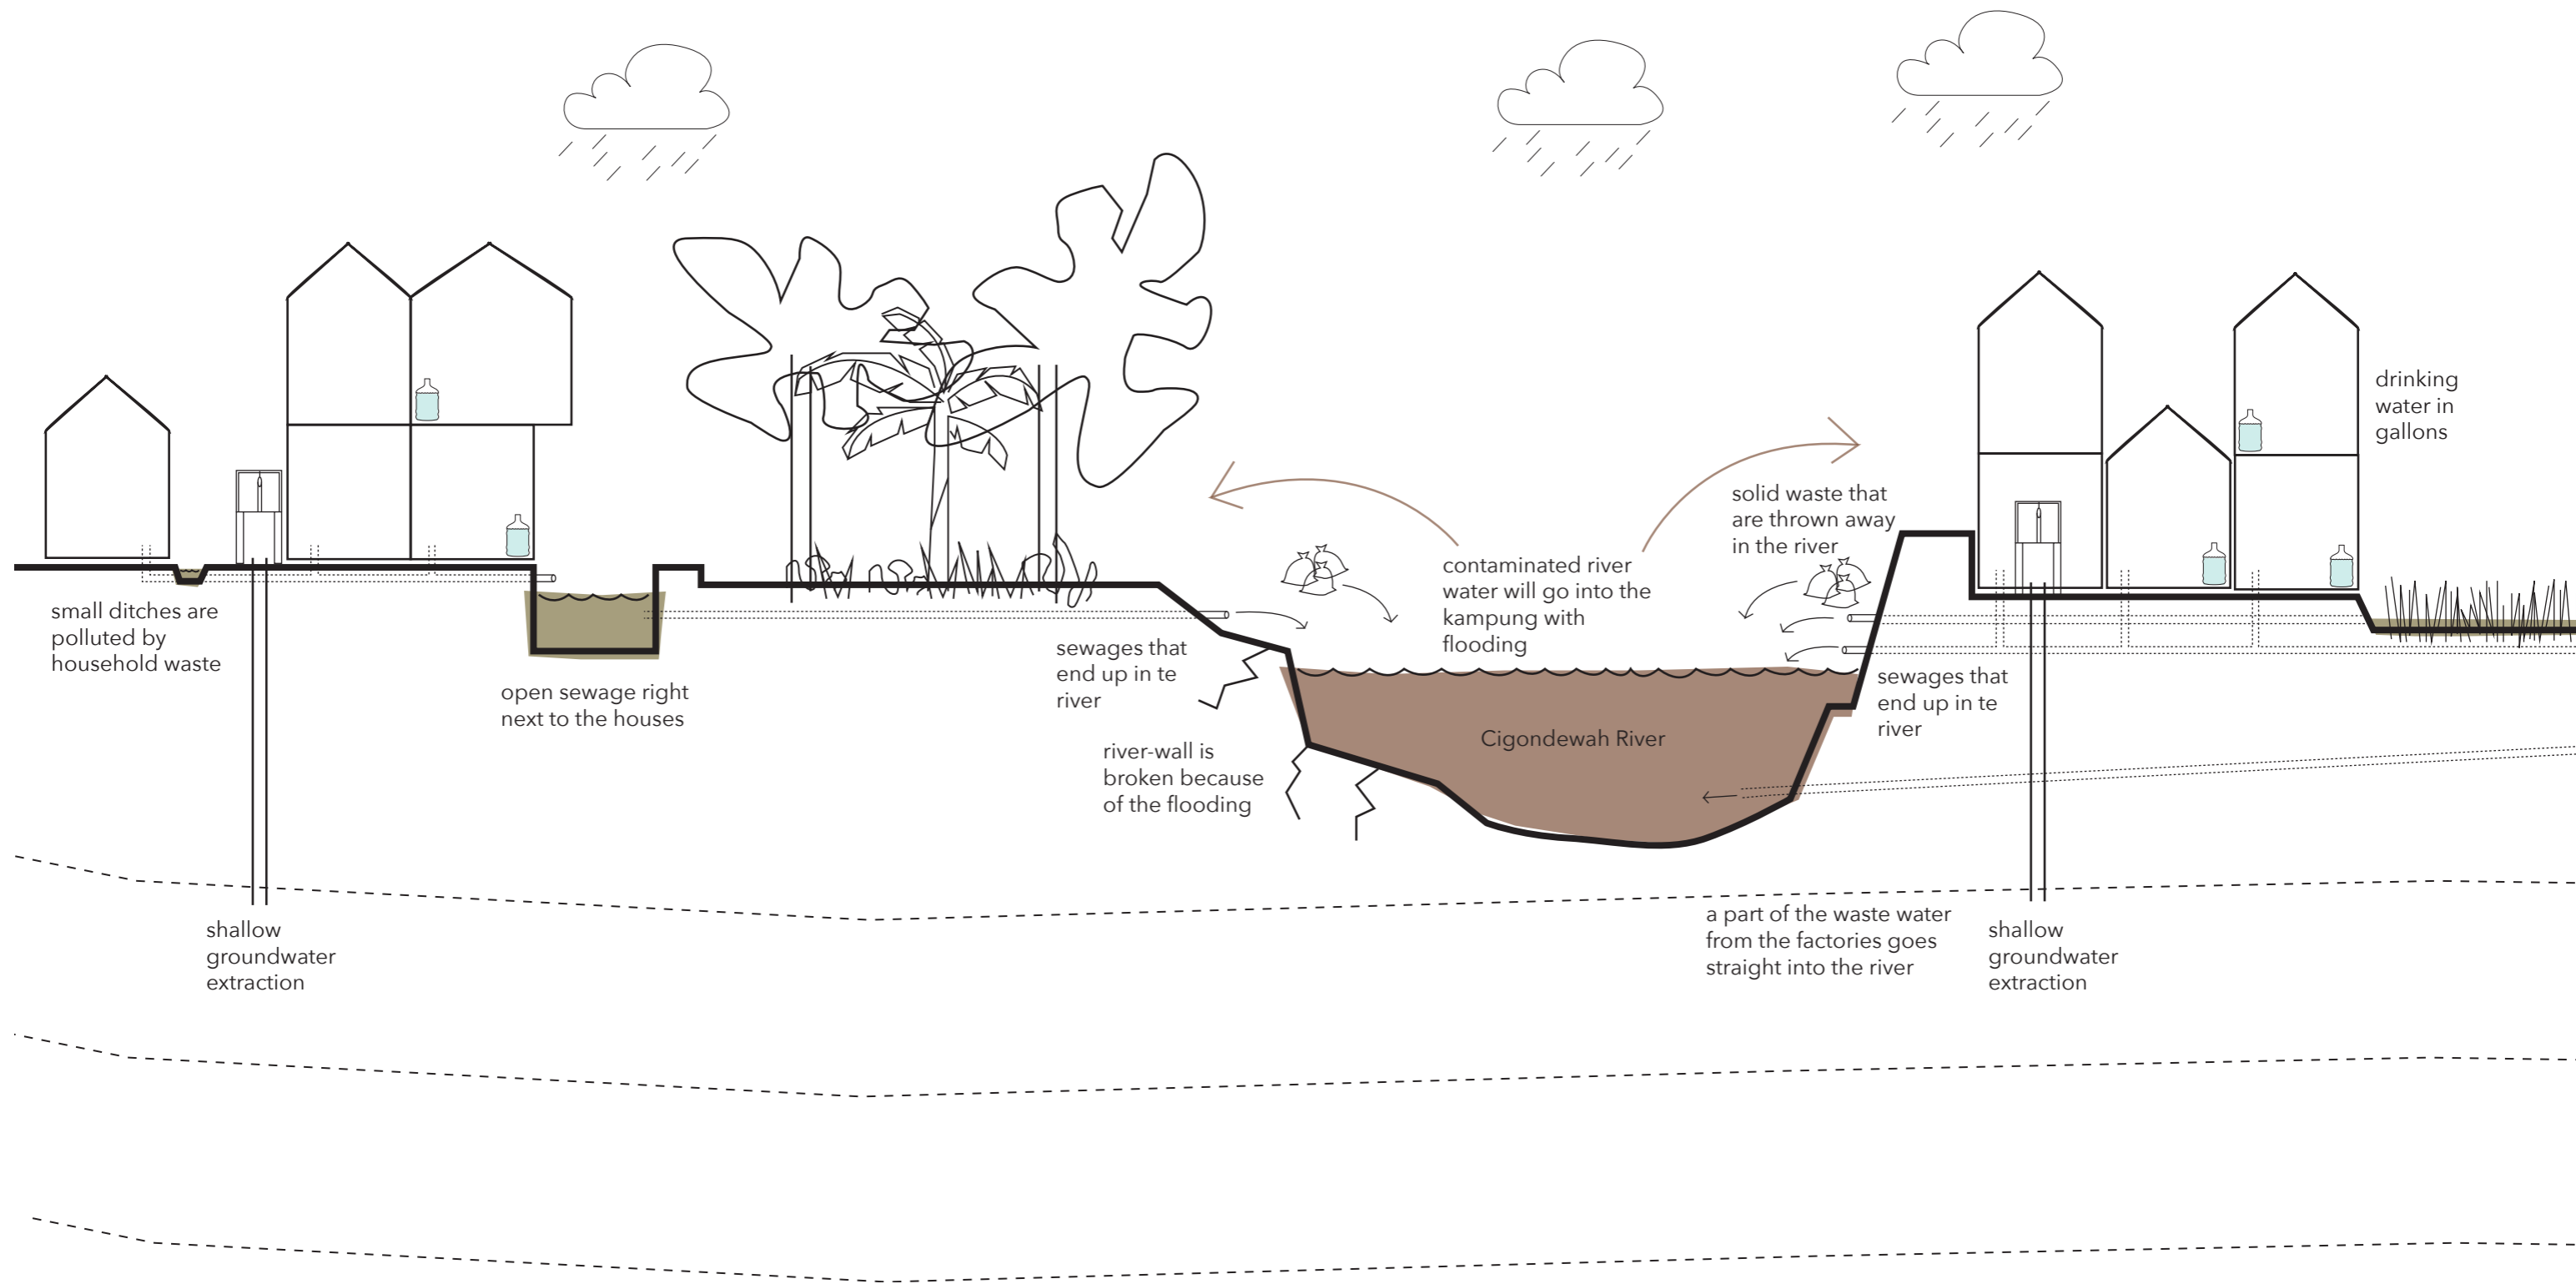 drinking
water in
gallons
solid waste that
are thrown away
in the river
contaminated river
water will go into the
kampung with
flooding
small ditches are
polluted by
household waste
open sewage right
next to the houses
sewages that
end up in te
river
sewages that
end up in te
river
river-wall is
broken because
of the flooding
Cigondewah River
shallow
groundwater
extraction
a part of the waste water
from the factories goes
straight into the river
shallow
groundwater
extraction